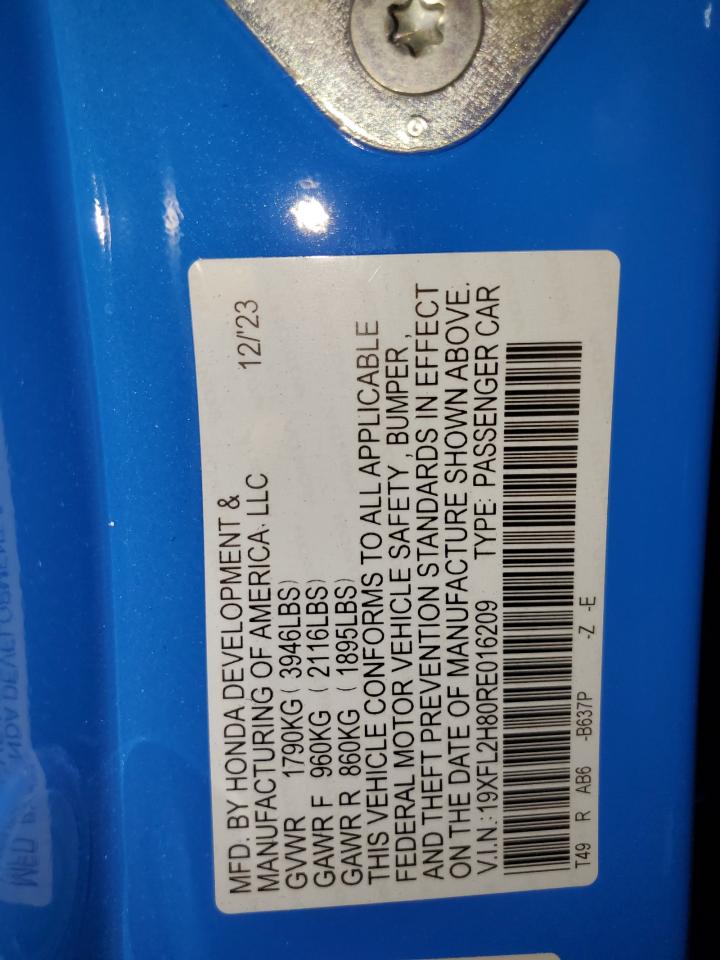 MFD. BY HONDA DEVELOPMENT &
MANUFACTURING OF AMERICA, LLC 12/'23
GVWR 1790KG (3946LBS)
GAWR F 960KG (2116LBS)
GAWR R 860KG (1895LBS)
THIS VEHICLE CONFORMS TO ALL APPLICABLE
FEDERAL MOTOR VEHICLE SAFETY, BUMPER,
AND THEFT PREVENTION STANDARDS IN EFFECT
ON THE DATE OF MANUFACTURE SHOWN ABOVE.
V.I.N.: 19XFL2H80RE016209 TYPE: PASSENGER CAR
T49 R AB6 -B637P -Z -E